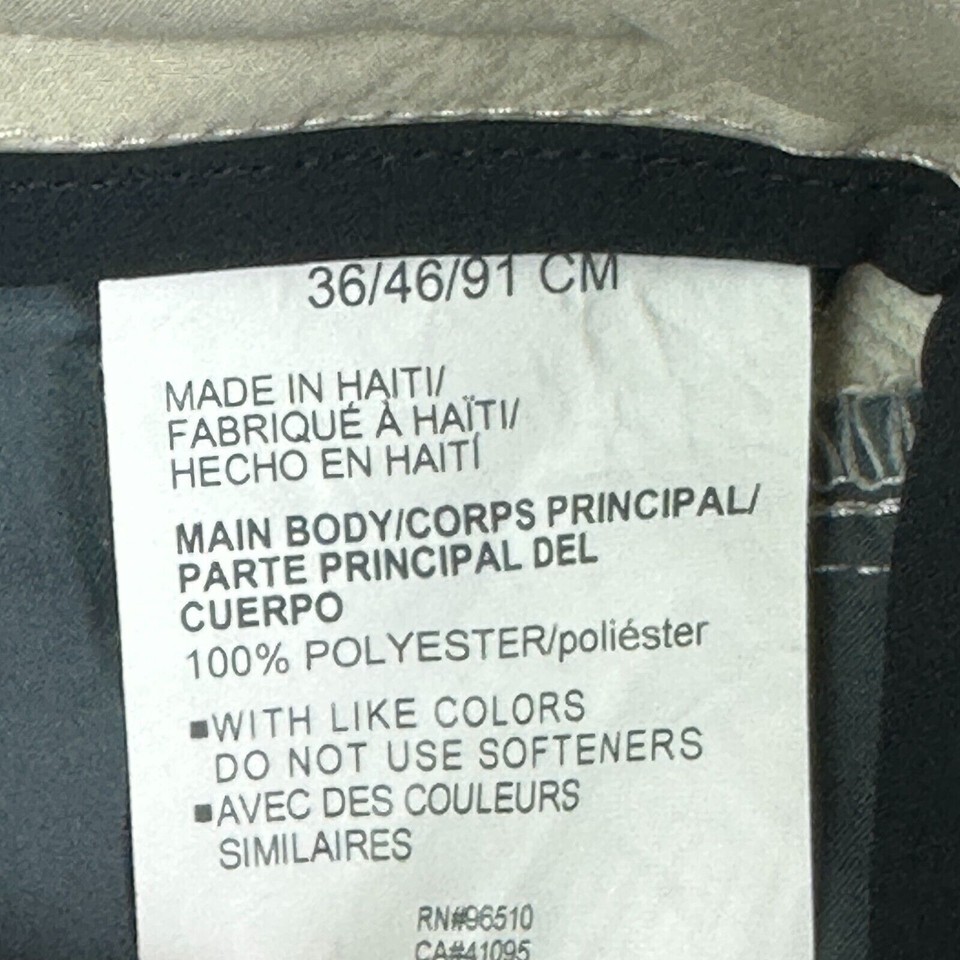 36/46/91 CM
MADE IN HAITI/
FABRIQUÉ À HAÏTI/
HECHO EN HAITÍ
MAIN BODY/CORPS PRINCIPAL/
PARTE PRINCIPAL DEL
CUERPO
100% POLYESTER/poliéster
■WITH LIKE COLORS
DO NOT USE SOFTENERS
■AVEC DES COULEURS
SIMILAIRES
RN#96510
CA#41095